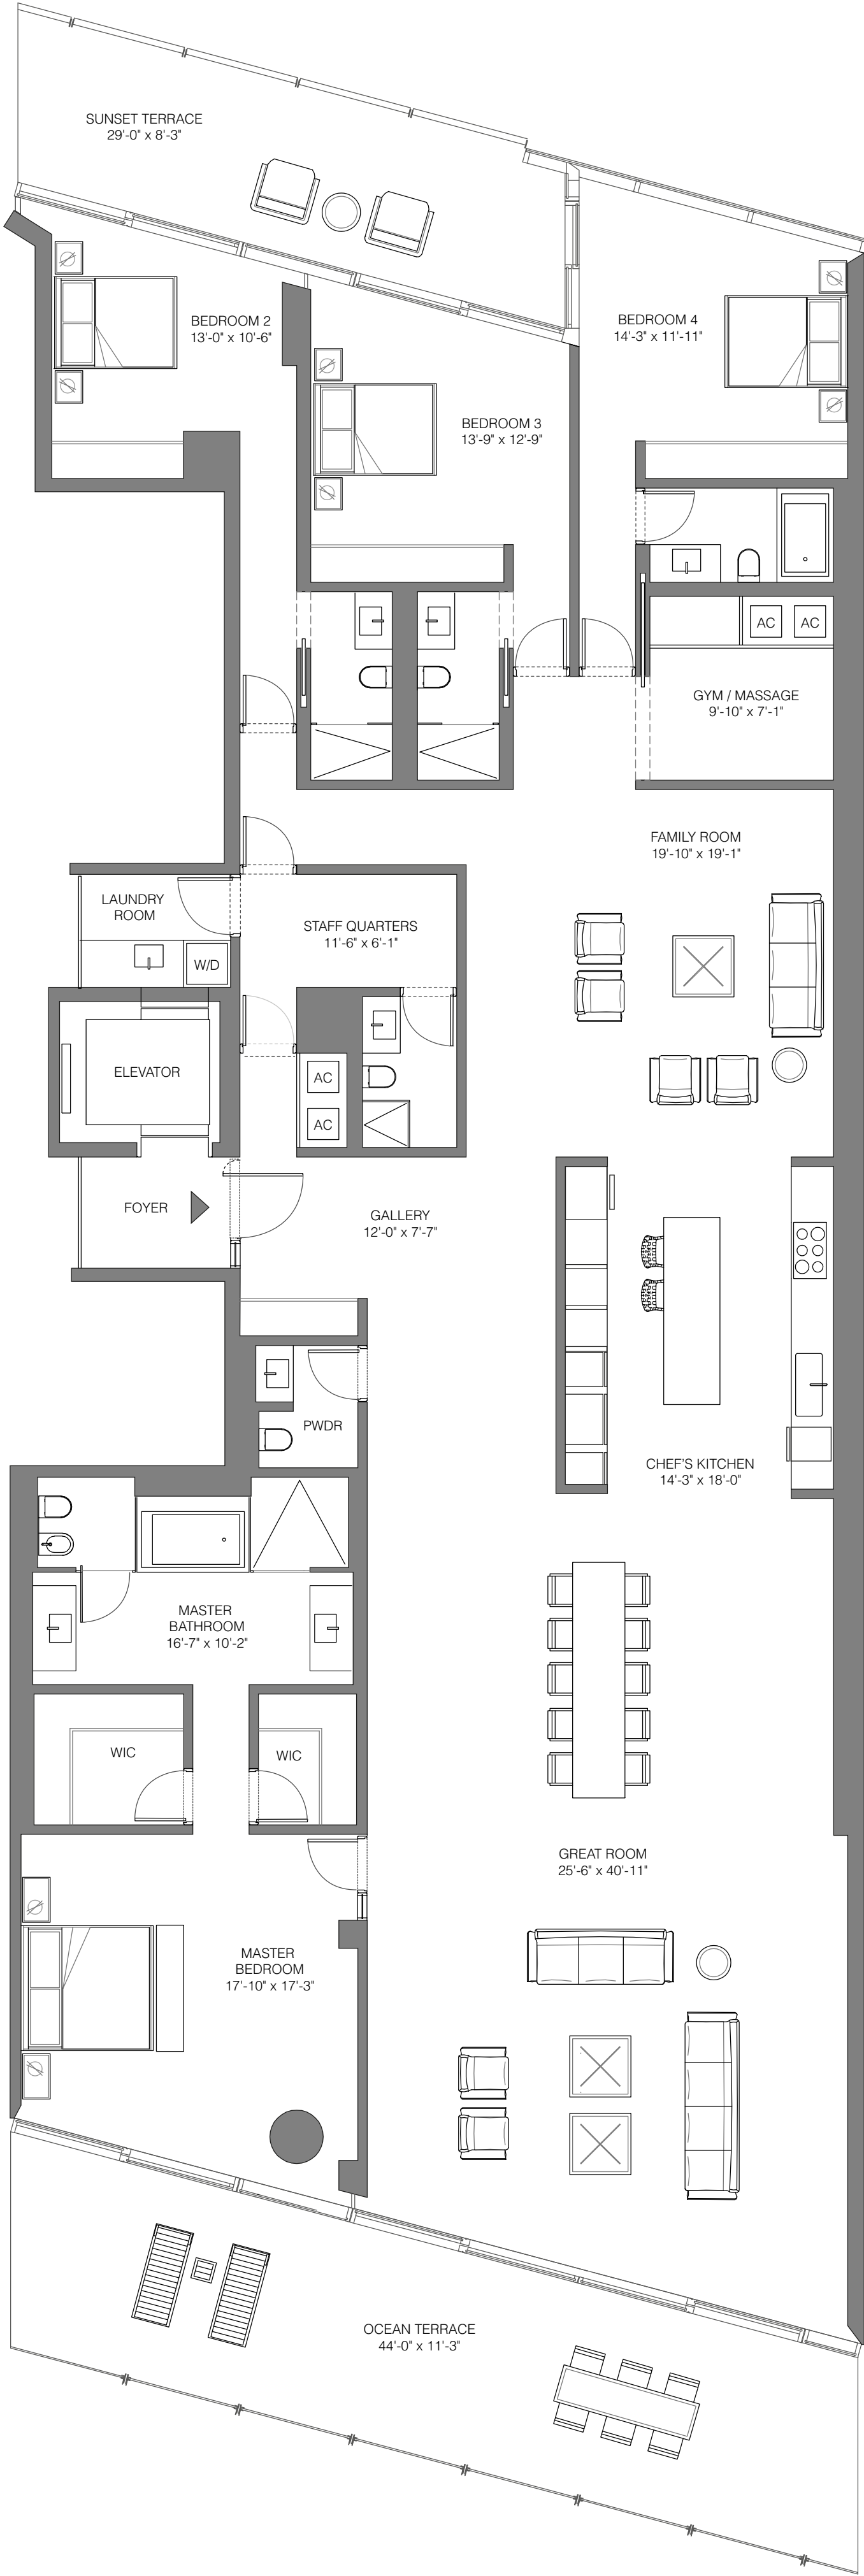 SUNSET TERRACE
29'-0" x 8'-3"
BEDROOM 2
13'-0" x 10'-6"
BEDROOM 4
14'-3" x 11'-11"
BEDROOM 3
13'-9" x 12'-9"
AC
AC
GYM / MASSAGE
9'-10" x 7'-1"
FAMILY ROOM
19'-10" x 19'-1"
LAUNDRY
ROOM
W/D
STAFF QUARTERS
11'-6" x 6'-1"
ELEVATOR
AC
AC
FOYER
GALLERY
12'-0" x 7'-7"
PWDR
CHEF'S KITCHEN
14'-3" x 18'-0"
MASTER
BATHROOM
16'-7" x 10'-2"
WIC
WIC
GREAT ROOM
25'-6" x 40'-11"
MASTER
BEDROOM
17'-10" x 17'-3"
OCEAN TERRACE
44'-0" x 11'-3"